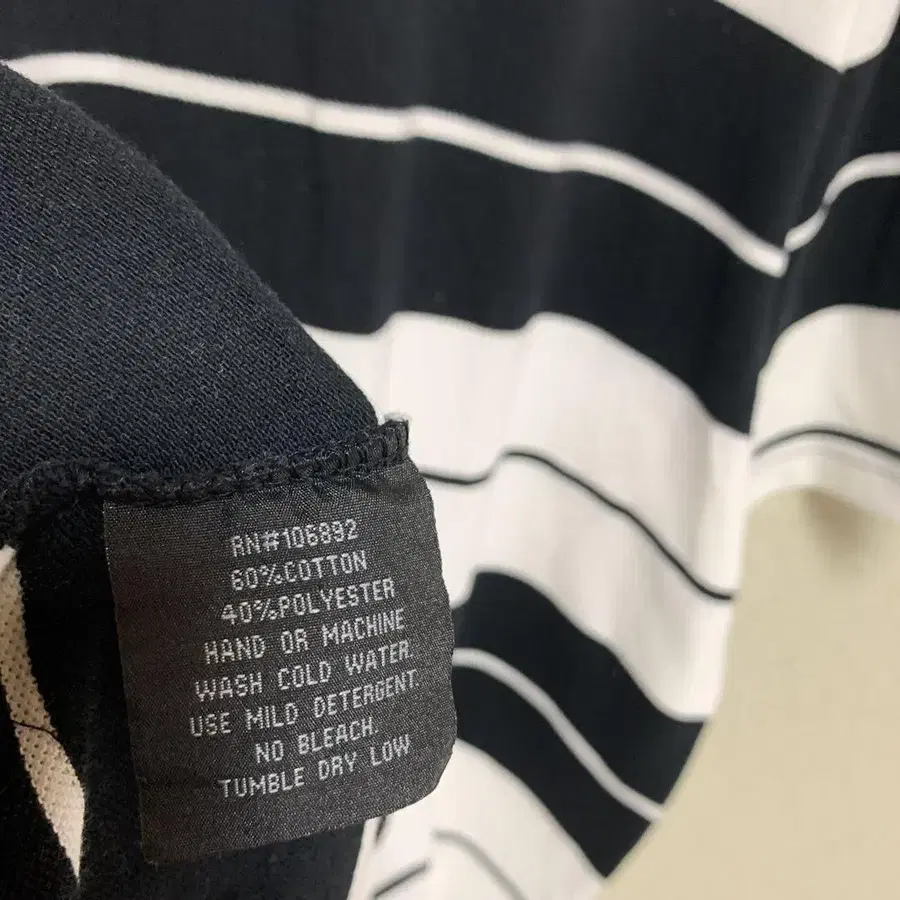 RN#106892
60%COTTON
40%POLYESTER
HAND OR MACHINE
WASH COLD WATER.
USE MILD DETERGENT.
NO BLEACH.
TUMBLE DRY LOW